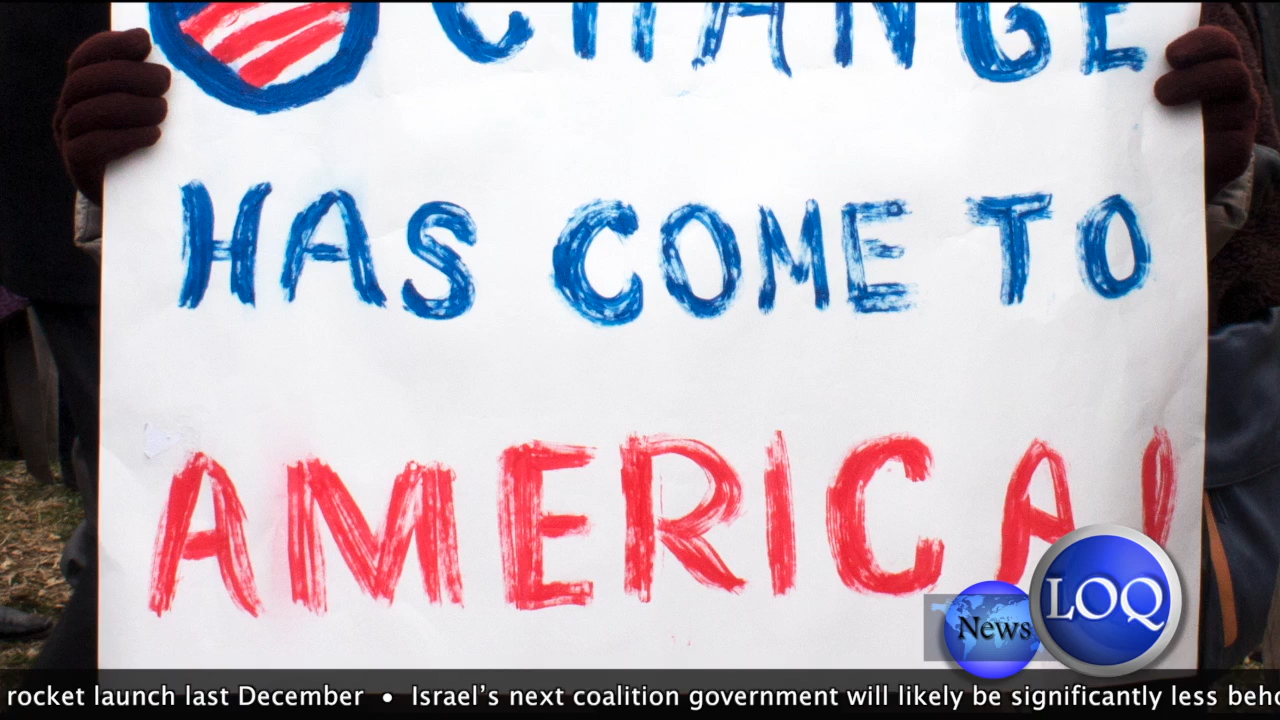 CHANGE
HAS COME TO
AMERICA!
LOQ
News
rocket launch last December • Israel’s next coalition government will likely be significantly less